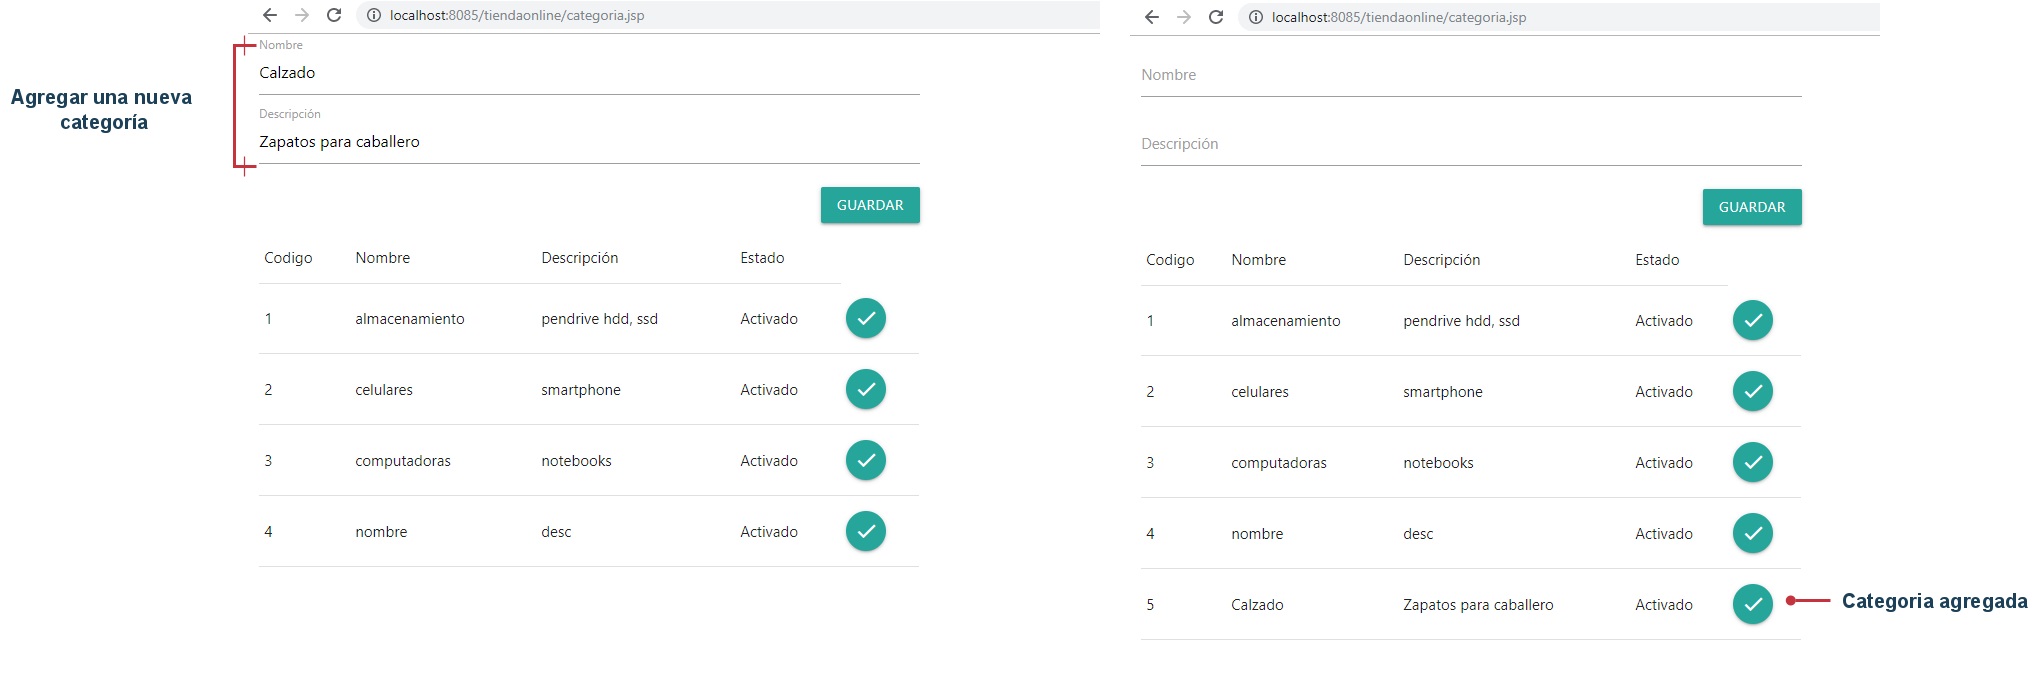 localhost:8085/tiendaonline/categoria.jsp
Agregar una nueva
categoría
Nombre
Calzado
Descripción
Zapatos para caballero
GUARDAR
Codigo Nombre Descripción Estado
1 almacenamiento pendrive hdd, ssd Activado
2 celulares smartphone Activado
3 computadoras notebooks Activado
4 nombre desc Activado
localhost:8085/tiendaonline/categoria.jsp
Nombre
Descripción
GUARDAR
Codigo Nombre Descripción Estado
1 almacenamiento pendrive hdd, ssd Activado
2 celulares smartphone Activado
3 computadoras notebooks Activado
4 nombre desc Activado
5 Calzado Zapatos para caballero Activado
Categoria agregada